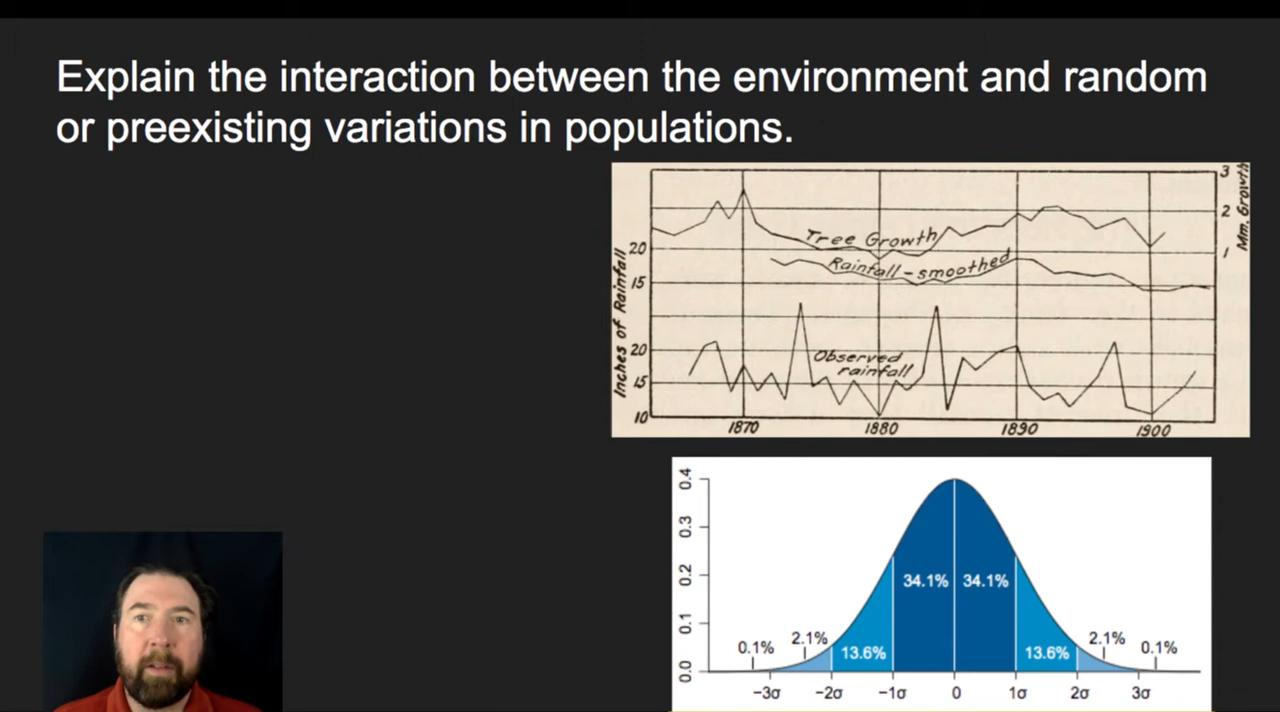 Explain the interaction between the environment and random
or preexisting variations in populations.
3
Mm. Growth
2
1
Tree Growth
20
Rainfall-smoothed
15
Inches of Rainfall
20
Observed
rainfall
15
10
1870
1880
1890
1900
0.4
0.3
0.2
0.1
0.0
34.1%
34.1%
0.1%
2.1%
13.6%
13.6%
2.1%
0.1%
−3σ
−2σ
−1σ
0
1σ
2σ
3σ